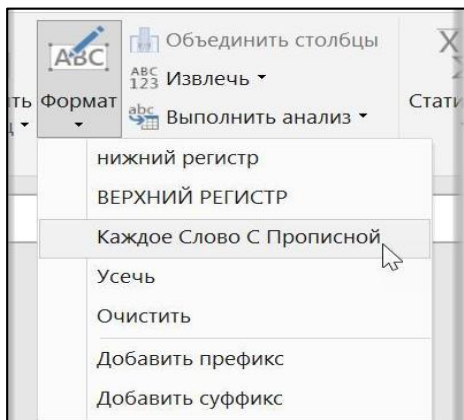 ABC
Объединить столбцы
ABC
123 Извлечь
ть Формат
abc Выполнить анализ
Стати
нижний регистр
ВЕРХНИЙ РЕГИСТР
Каждое Слово С Прописной
Усечь
Очистить
Добавить префикс
Добавить суффикс